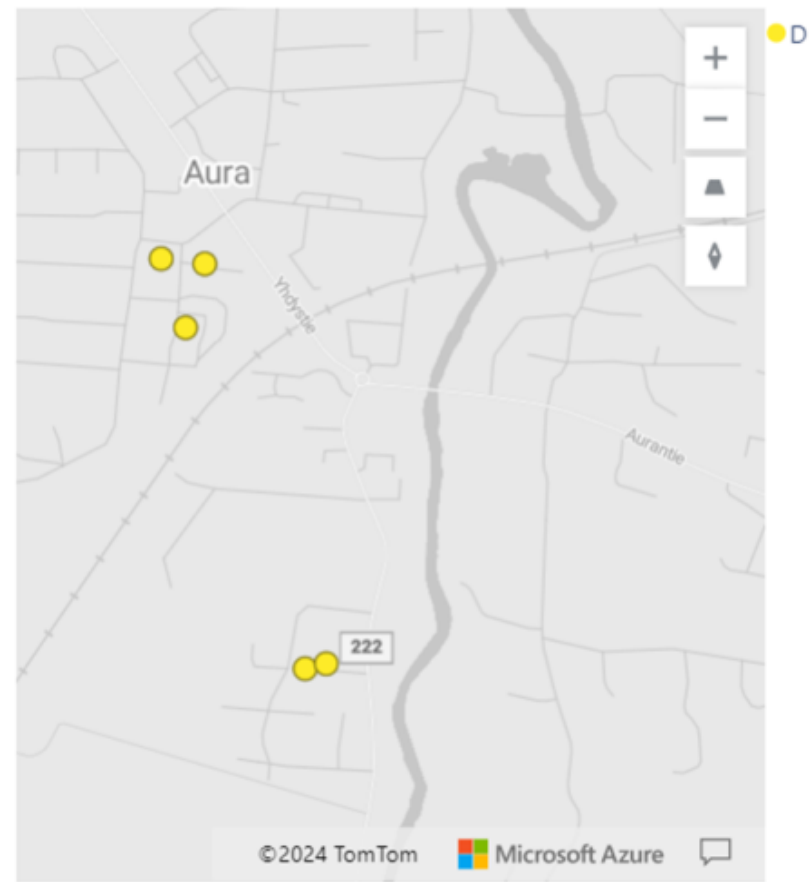 D
+
−
Aura
Yhdystie
Aurantie
222
©2024 TomTom
Microsoft Azure